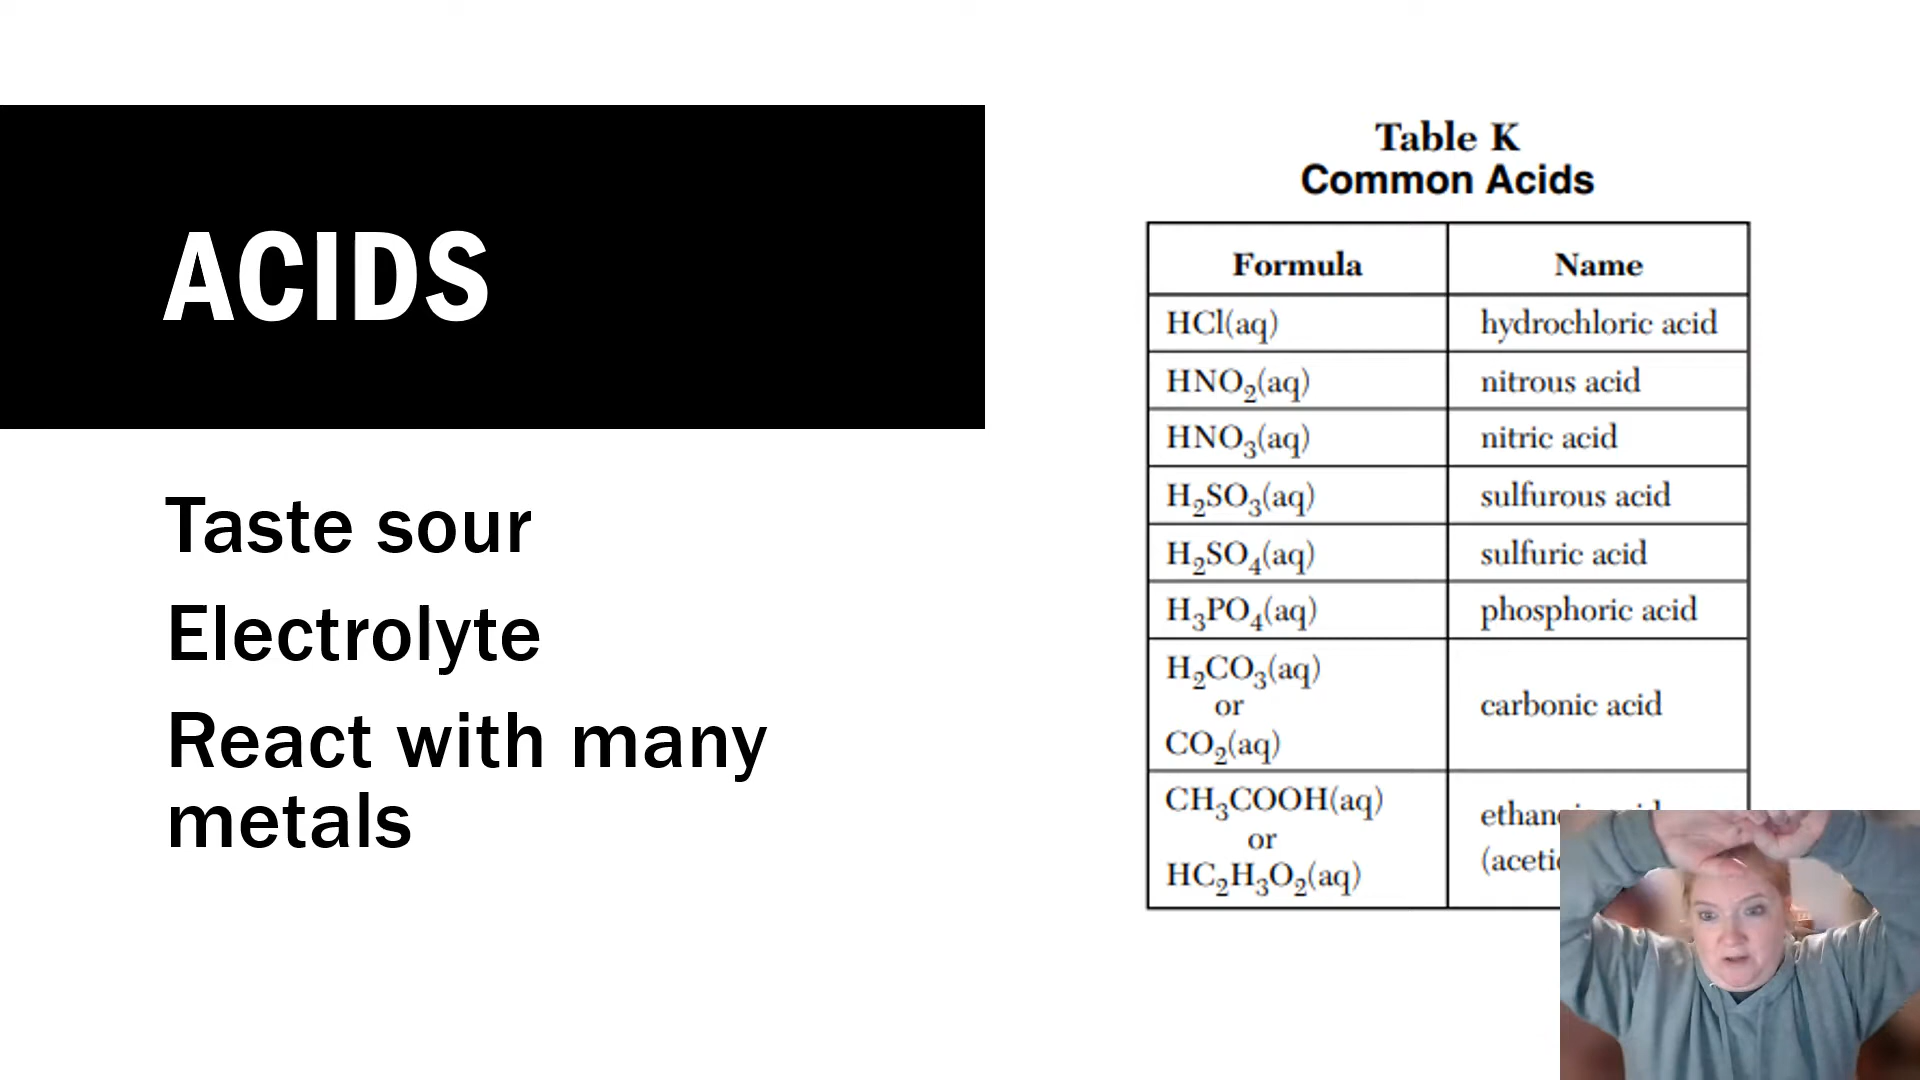 ACIDS
Taste sour
Electrolyte
React with many
metals
Table K
Common Acids
Formula Name
HCl(aq) hydrochloric acid
HNO₂(aq) nitrous acid
HNO₃(aq) nitric acid
H₂SO₃(aq) sulfurous acid
H₂SO₄(aq) sulfuric acid
H₃PO₄(aq) phosphoric acid
H₂CO₃(aq)
or
CO₂(aq)
carbonic acid
CH₃COOH(aq)
or
HC₂H₃O₂(aq)